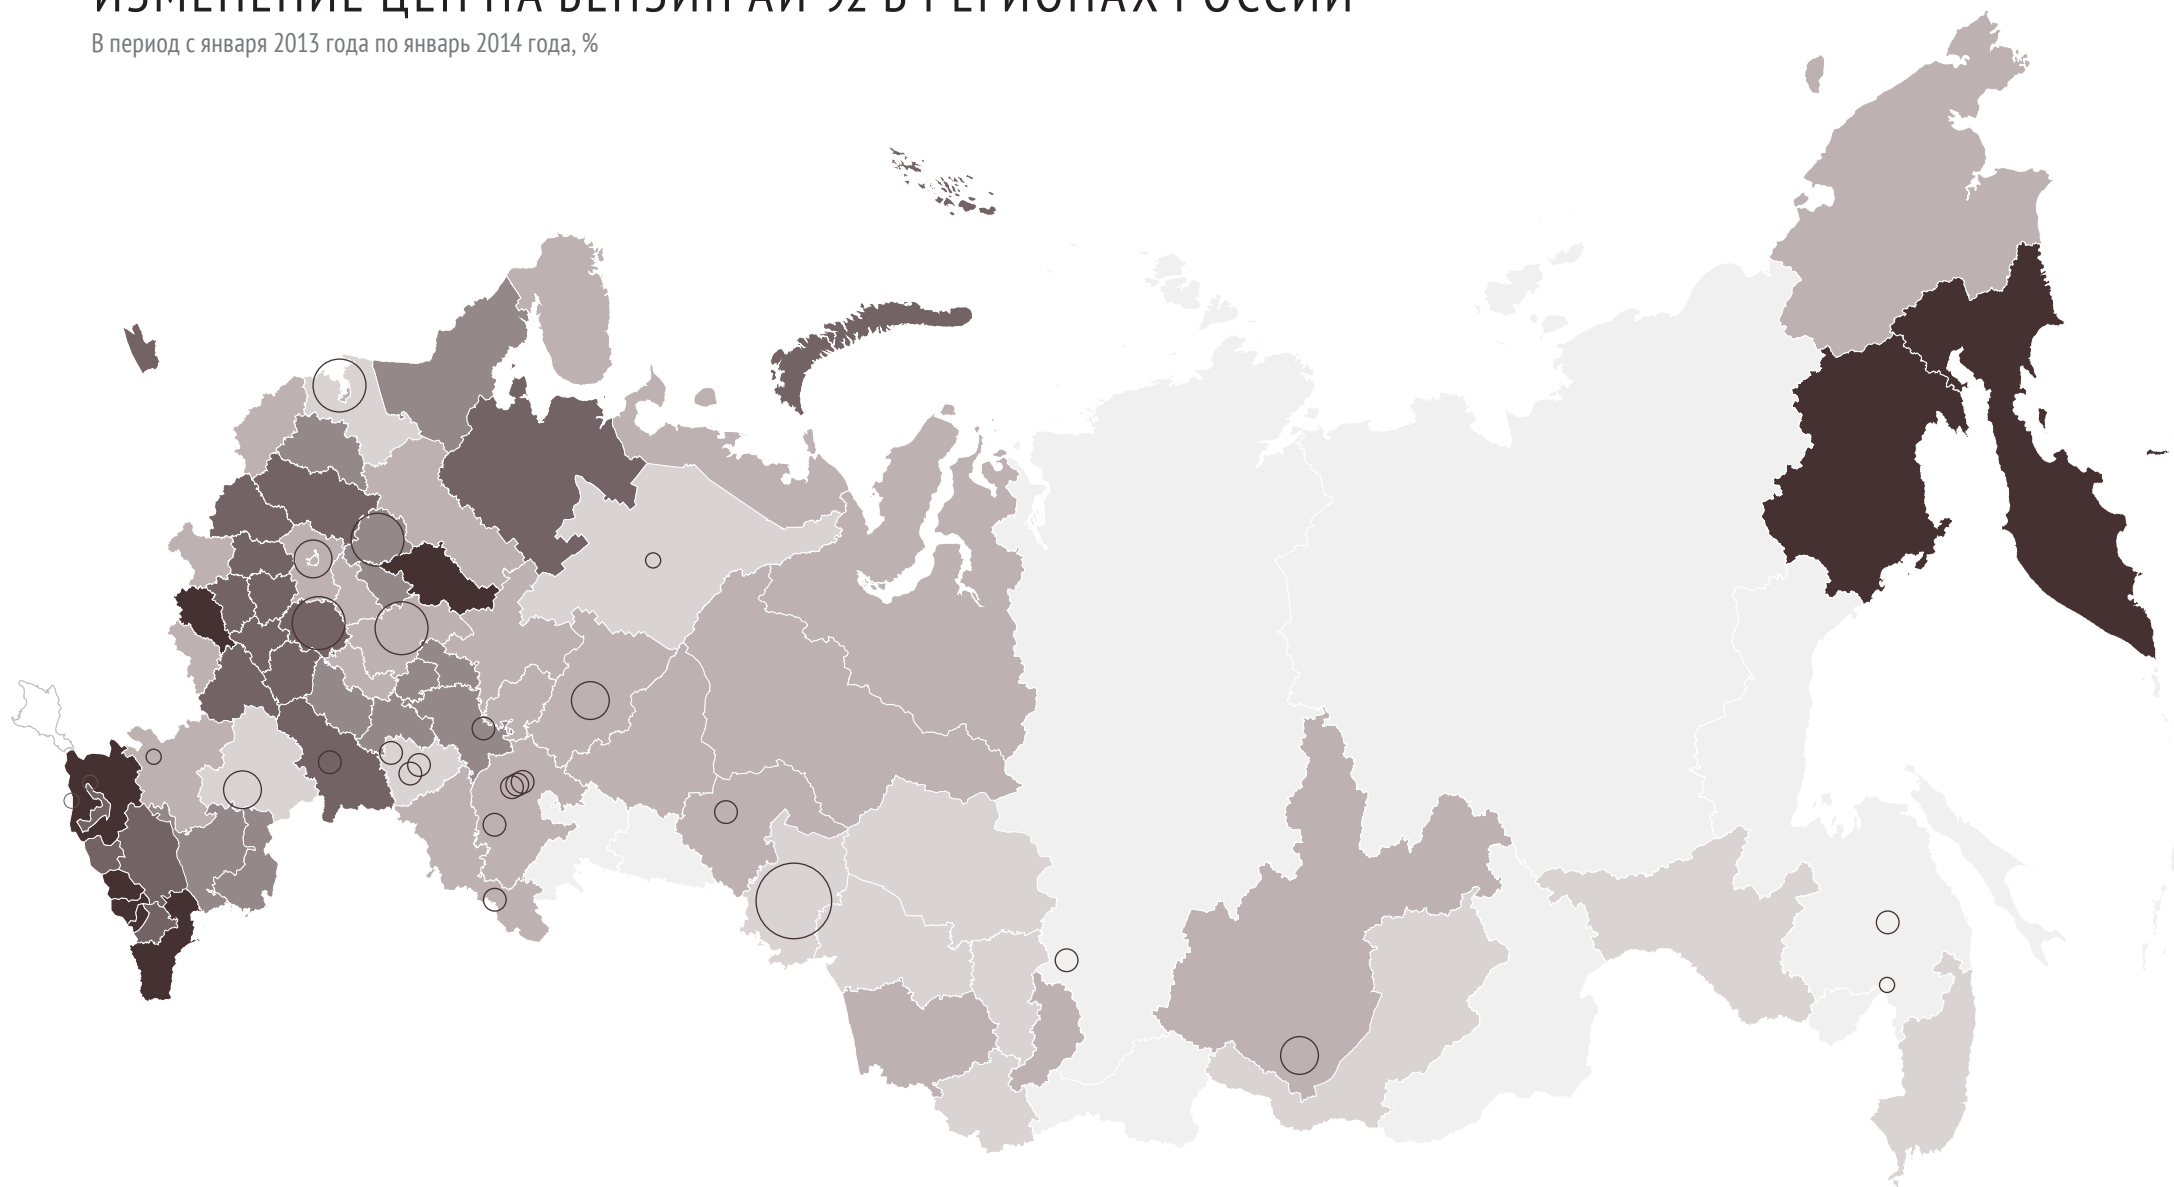 ИЗМЕНЕНИЕ ЦЕН НА БЕНЗИН АИ-92 В РЕГИОНАХ РОССИИ
В период с января 2013 года по январь 2014 года, %